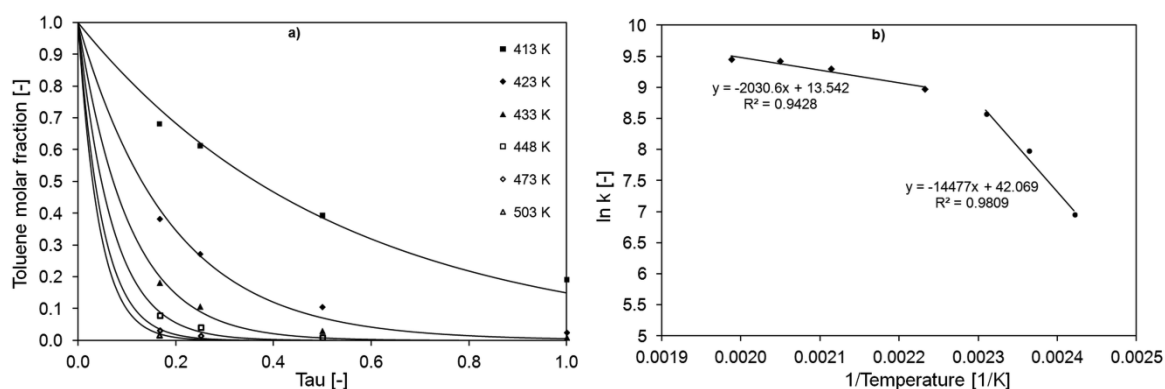 a)
Toluene molar fraction [-]
1.0
0.9
0.8
0.7
0.6
0.5
0.4
0.3
0.2
0.1
0.0
413 K
423 K
433 K
448 K
473 K
503 K
0.0 0.2 0.4 0.6 0.8 1.0
Tau [-]
b)
ln k [-]
10
9.5
9
8.5
8
7.5
7
6.5
6
5.5
5
y = -2030.6x + 13.542
R² = 0.9428
y = -14477x + 42.069
R² = 0.9809
0.0019 0.0020 0.0021 0.0022 0.0023 0.0024 0.0025
1/Temperature [1/K]